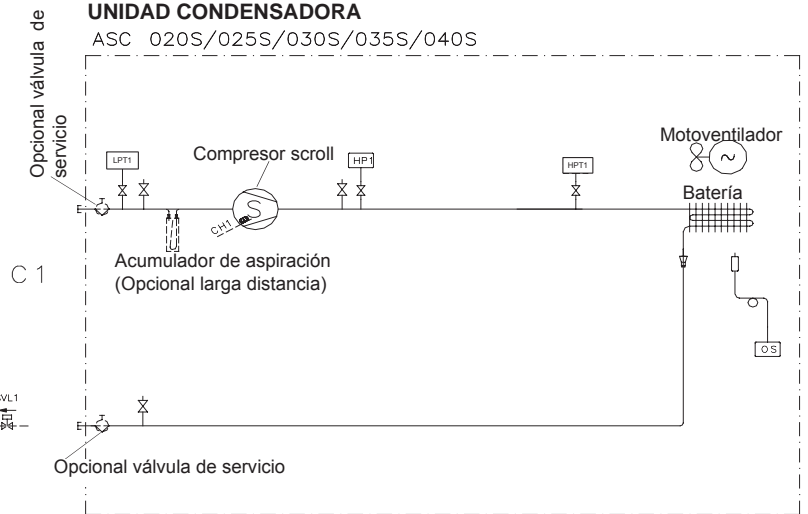 UNIDAD CONDENSADORA
ASC 020S/025S/030S/035S/040S
Opcional válvula de
servicio
LPT1
Compresor scroll
HP1
HPT1
Motoventilador
Batería
S
CH1
Acumulador de aspiración
(Opcional larga distancia)
C 1
OS
Opcional válvula de servicio